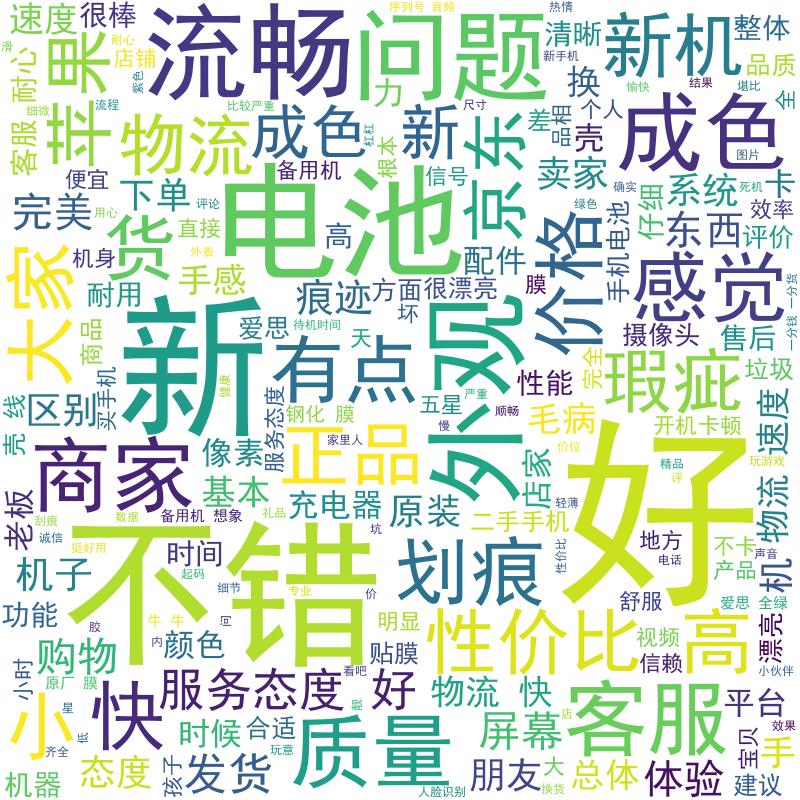 速度
很棒
流畅
问题
序列号
音频
热情
清晰
新机
整体
滑
耐心
耐心
店铺
紫色
苹果
力
新手机
换
结果
愉快
堪比
品质
全
细微
流程
比较严重
尺寸
个人
客服
物流
成色
杠杠
新
京东
差
品相
壳
成色
图片
便宜
备用机
根本
信号
卖家
卡
完美
用心
下单
评论
电池
确实
仔细
系统
死机
效率
绿色
货
直接
高
价格
手机电池
东西
评价
大家
机身
外表
配件
感觉
耐用
手感
痕迹
方面
很漂亮
膜
一分货
一分钱
商品
新
爱思
待机时间
坏
天
外观
摄像头
售后
有点
完全
瑕疵
垃圾
壳
线
区别
买手机
健康
服务态度
钢化 膜
五星
严重
性能
顺畅
慢
毛病
开机卡顿
速度
商家
像素
正品
家里人
价位
好
精品
评
玩游戏
老板
基本
充电器
原装
店家
轻薄
物流
刮痕
诚信
数据
备用机
想象
礼品
坑
二手手机
性价比
地方
电话
不卡
声音
产品
机
挺好用
不错
时间
起码
细节
专业
价
划痕
机子
舒服
爱思
全绿
功能
胶
牛 牛
内
问
颜色
明显
贴膜
性价比
高
视频
信赖
漂亮
小伙伴
购物
小时
原厂 膜
看吧
服务态度
好
物流 快
星
小
快
低
齐全
时候
合适
靓
质量
屏幕
店
客服
平台
效果
宝贝
手
机器
态度
孩子
发货
玩意
人脸识别
朋友
大
换货
总体
体验
建议